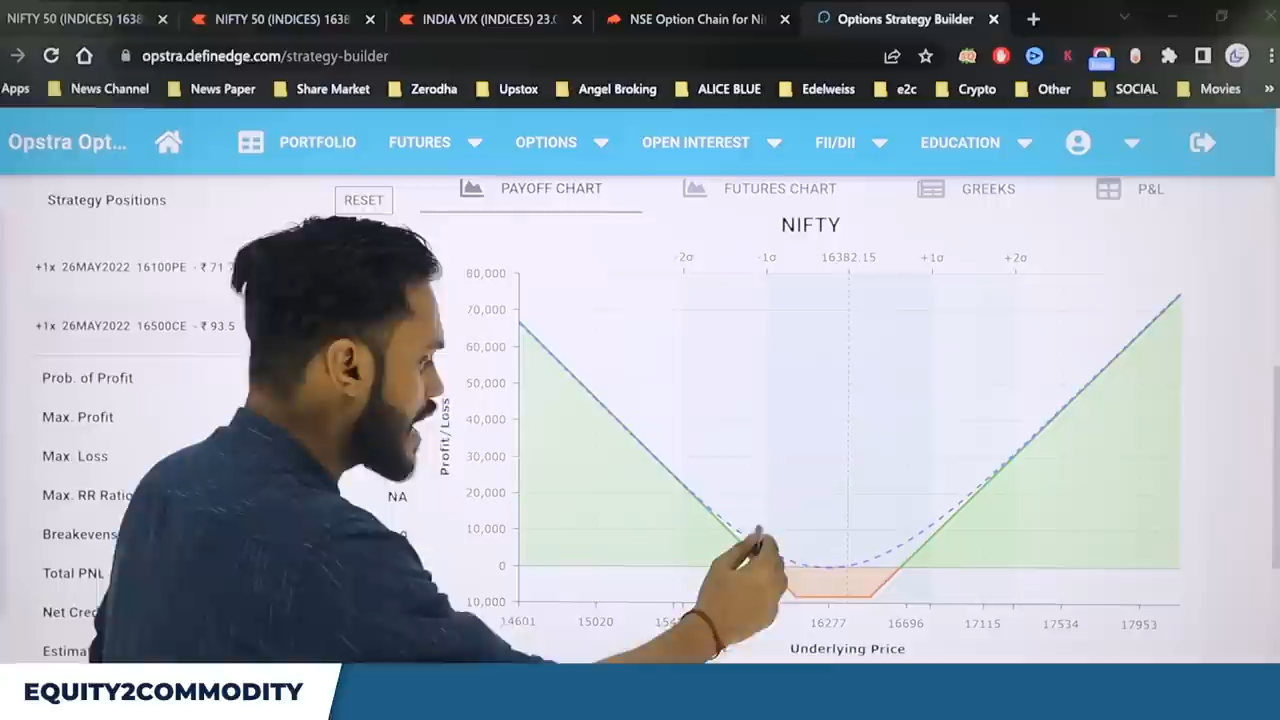 NIFTY 50 (INDICES) 1638
NIFTY 50 (INDICES) 1638
INDIA VIX (INDICES) 23.0
NSE Option Chain for Ni
Options Strategy Builder
opstra.definedge.com/strategy-builder
Apps News Channel News Paper Share Market Zerodha Upstox Angel Broking ALICE BLUE Edelweiss e2c Crypto Other SOCIAL Movies »
Opstra Opt... PORTFOLIO FUTURES OPTIONS OPEN INTEREST FII/DII EDUCATION
Strategy Positions RESET PAYOFF CHART FUTURES CHART GREEKS P&L
NIFTY
-2σ -1σ 16382.15 +1σ +2σ
+1x 26MAY2022 16100PE - ₹ 71.7
+1x 26MAY2022 16500CE - ₹ 93.5
Prob. of Profit
Max. Profit
Max. Loss
Max. RR Ratio NA
Breakevens
Total PNL
Net Cred
Estima
Profit/Loss
80,000
70,000
60,000
50,000
40,000
30,000
20,000
10,000
0
10,000
14601 15020 16277 16696 17115 17534 17953
Underlying Price
EQUITY2COMMODITY